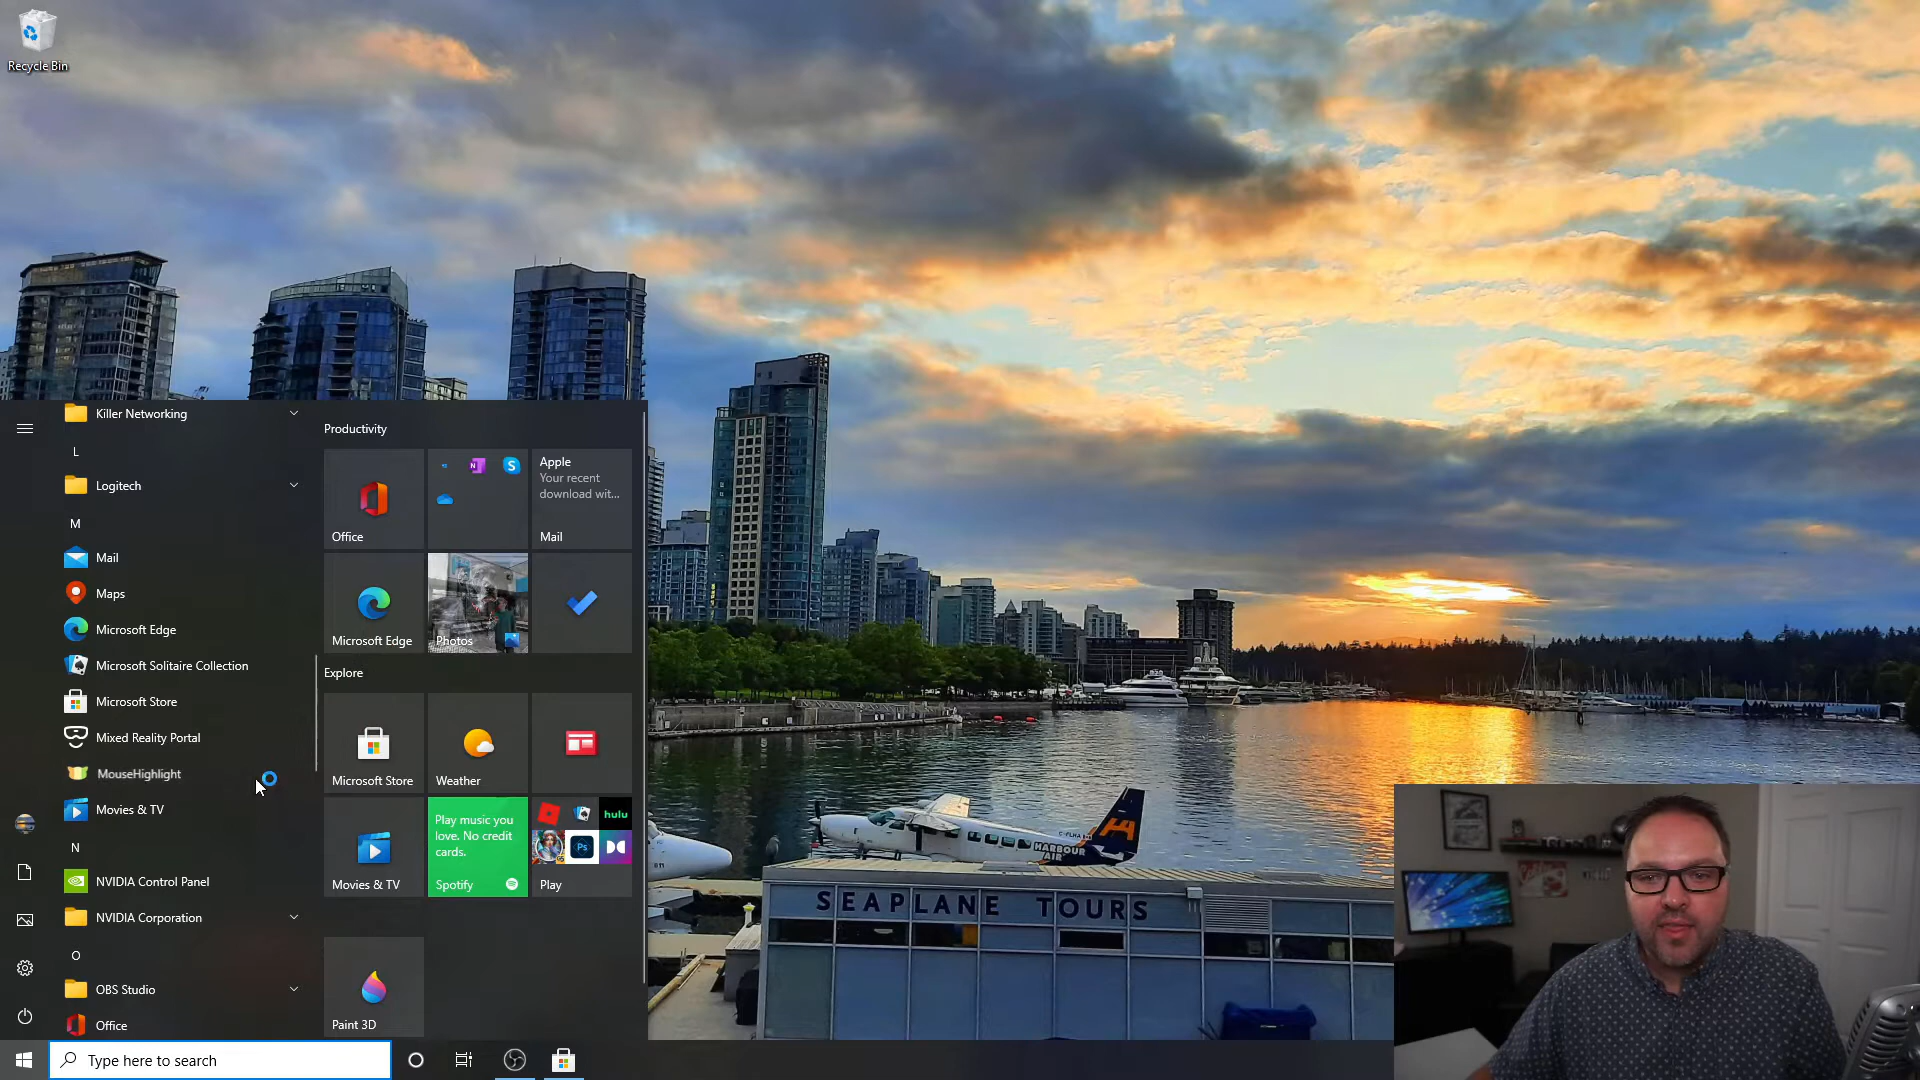 Recycle Bin
Killer Networking
L
Logitech
M
Mail
Maps
Microsoft Edge
Microsoft Solitaire Collection
Microsoft Store
Mixed Reality Portal
MouseHighlight
Movies & TV
N
NVIDIA Control Panel
NVIDIA Corporation
O
OBS Studio
Office
Productivity
Office
Apple
Your recent
download wit...
Mail
Microsoft Edge
Photos
Explore
Microsoft Store
Weather
Movies & TV
Play music you
love. No credit
cards.
Spotify
hulu
Ps
Play
Paint 3D
Type here to search
HARBOUR
AIR
SEAPLANE TOURS